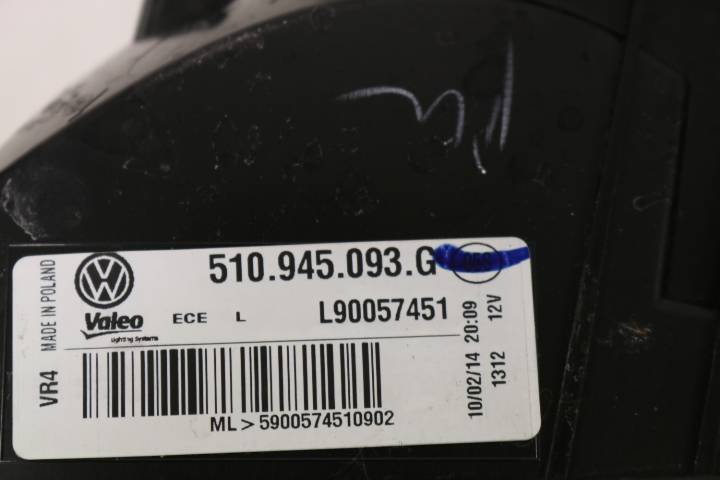 510.945.093.G
MADE IN POLAND
VR4
Valeo
Lighting Systems
ECE L
L90057451
ML>5900574510902
10/02/14 20:09
1312 12V